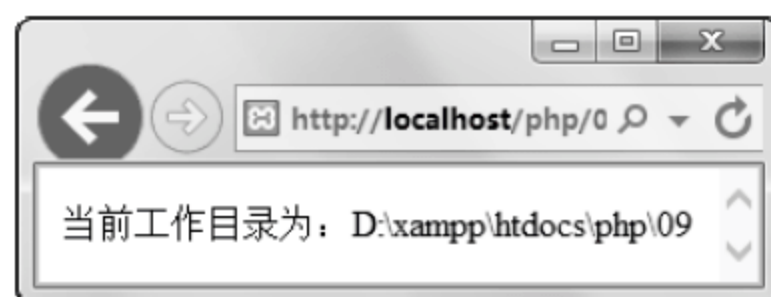 http://localhost/php/0
当前工作目录为：D:\xampp\htdocs\php\09